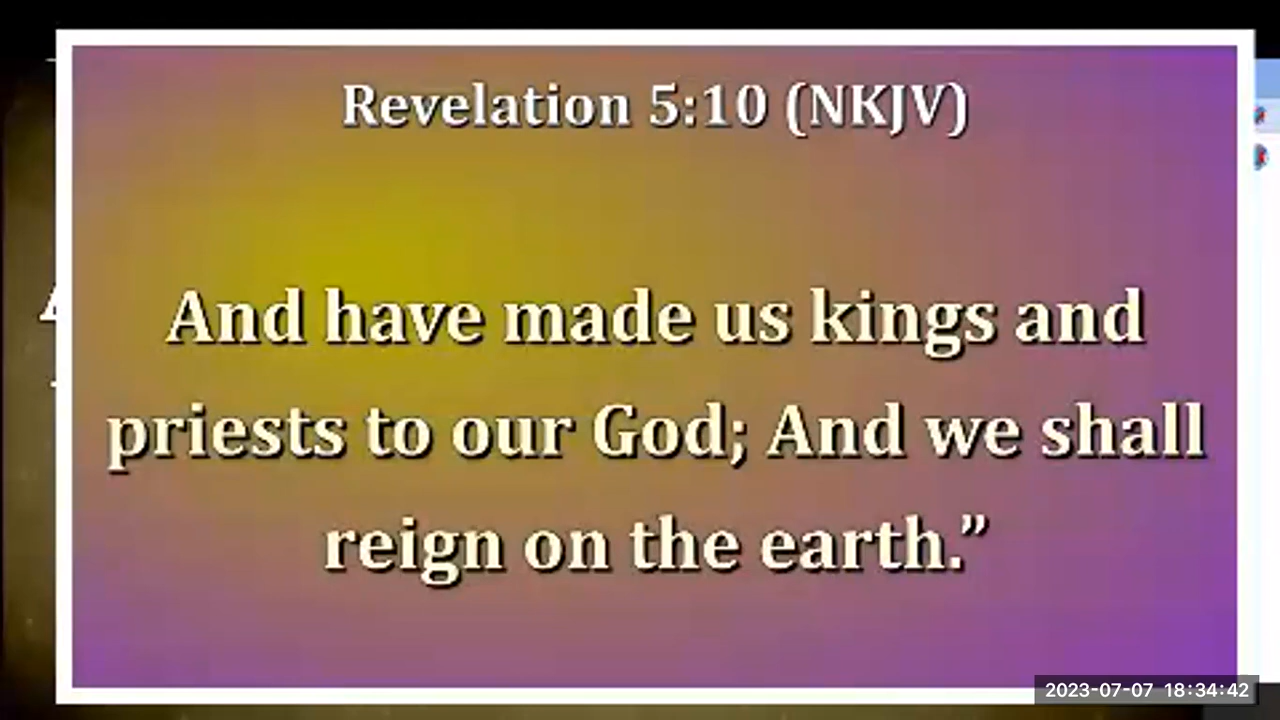 Revelation 5:10 (NKJV)
And have made us kings and
priests to our God; And we shall
reign on the earth.”
2023-07-07 18:34:42